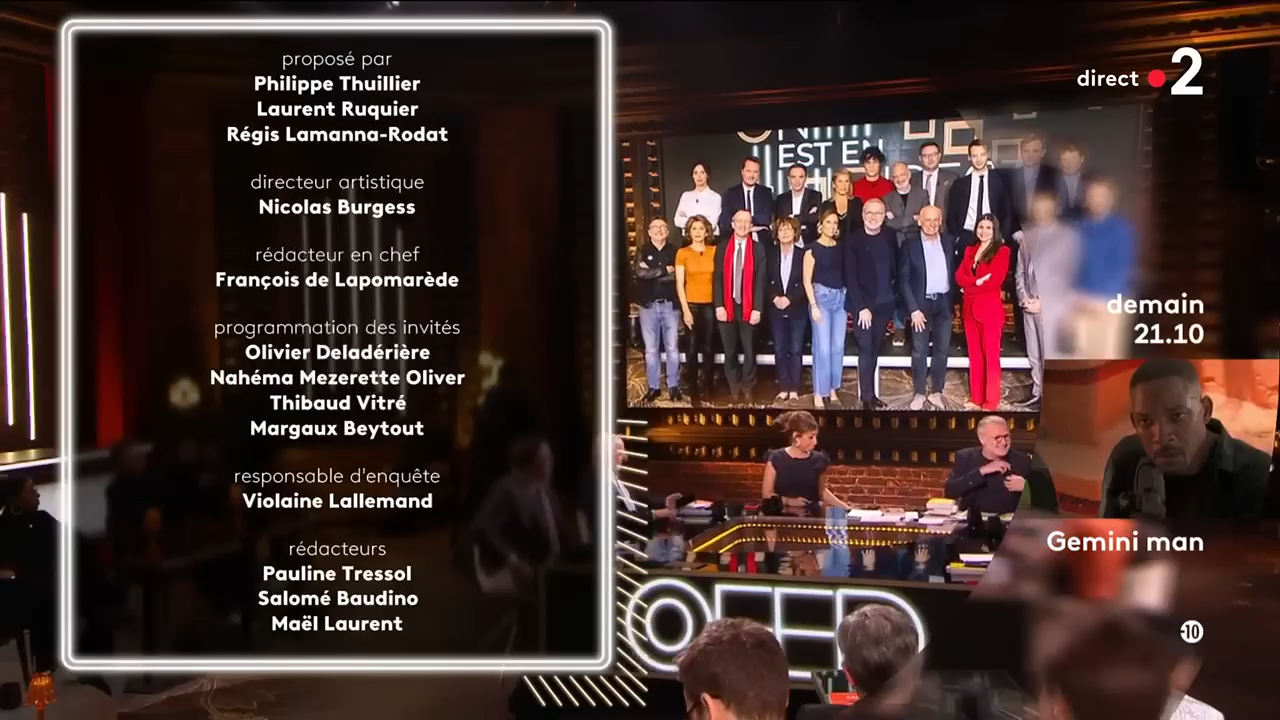 proposé par
Philippe Thuillier
Laurent Ruquier
Régis Lamanna-Rodat
directeur artistique
Nicolas Burgess
rédacteur en chef
François de Lapomarède
programmation des invités
Olivier Deladérière
Nahéma Mezerette Oliver
Thibaud Vitré
Margaux Beytout
responsable d'enquête
Violaine Lallemand
rédacteurs
Pauline Tressol
Salomé Baudino
Maël Laurent
direct 2
EST EN
demain
21.10
Gemini man
-10